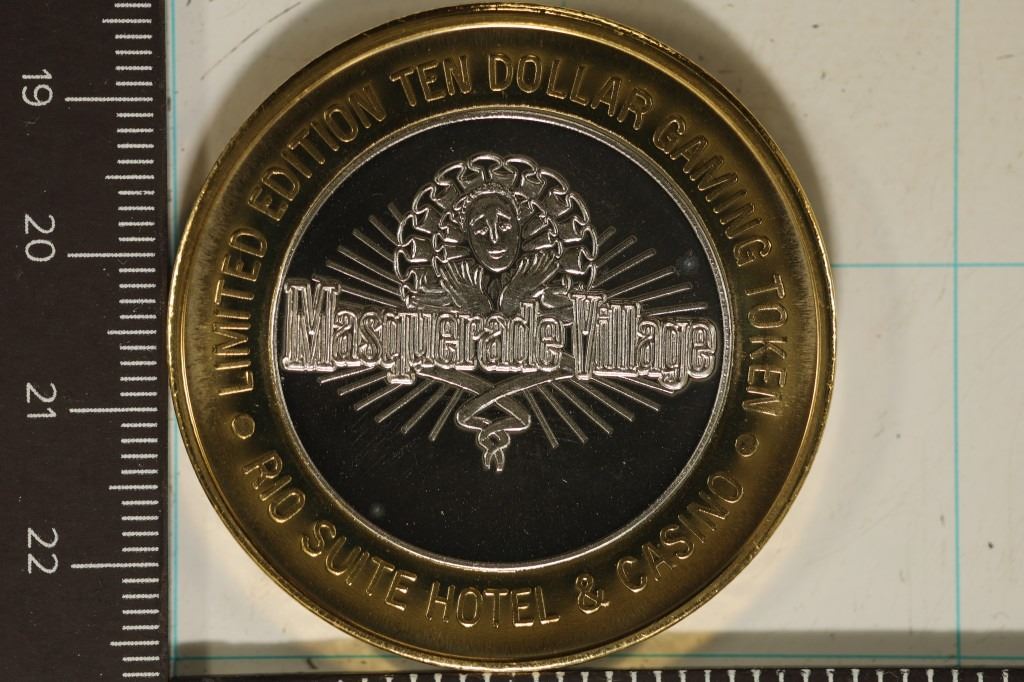 LIMITED EDITION TEN DOLLAR GAMING TOKEN
Masquerade Village
• RIO SUITE HOTEL & CASINO •
19
20
21
22